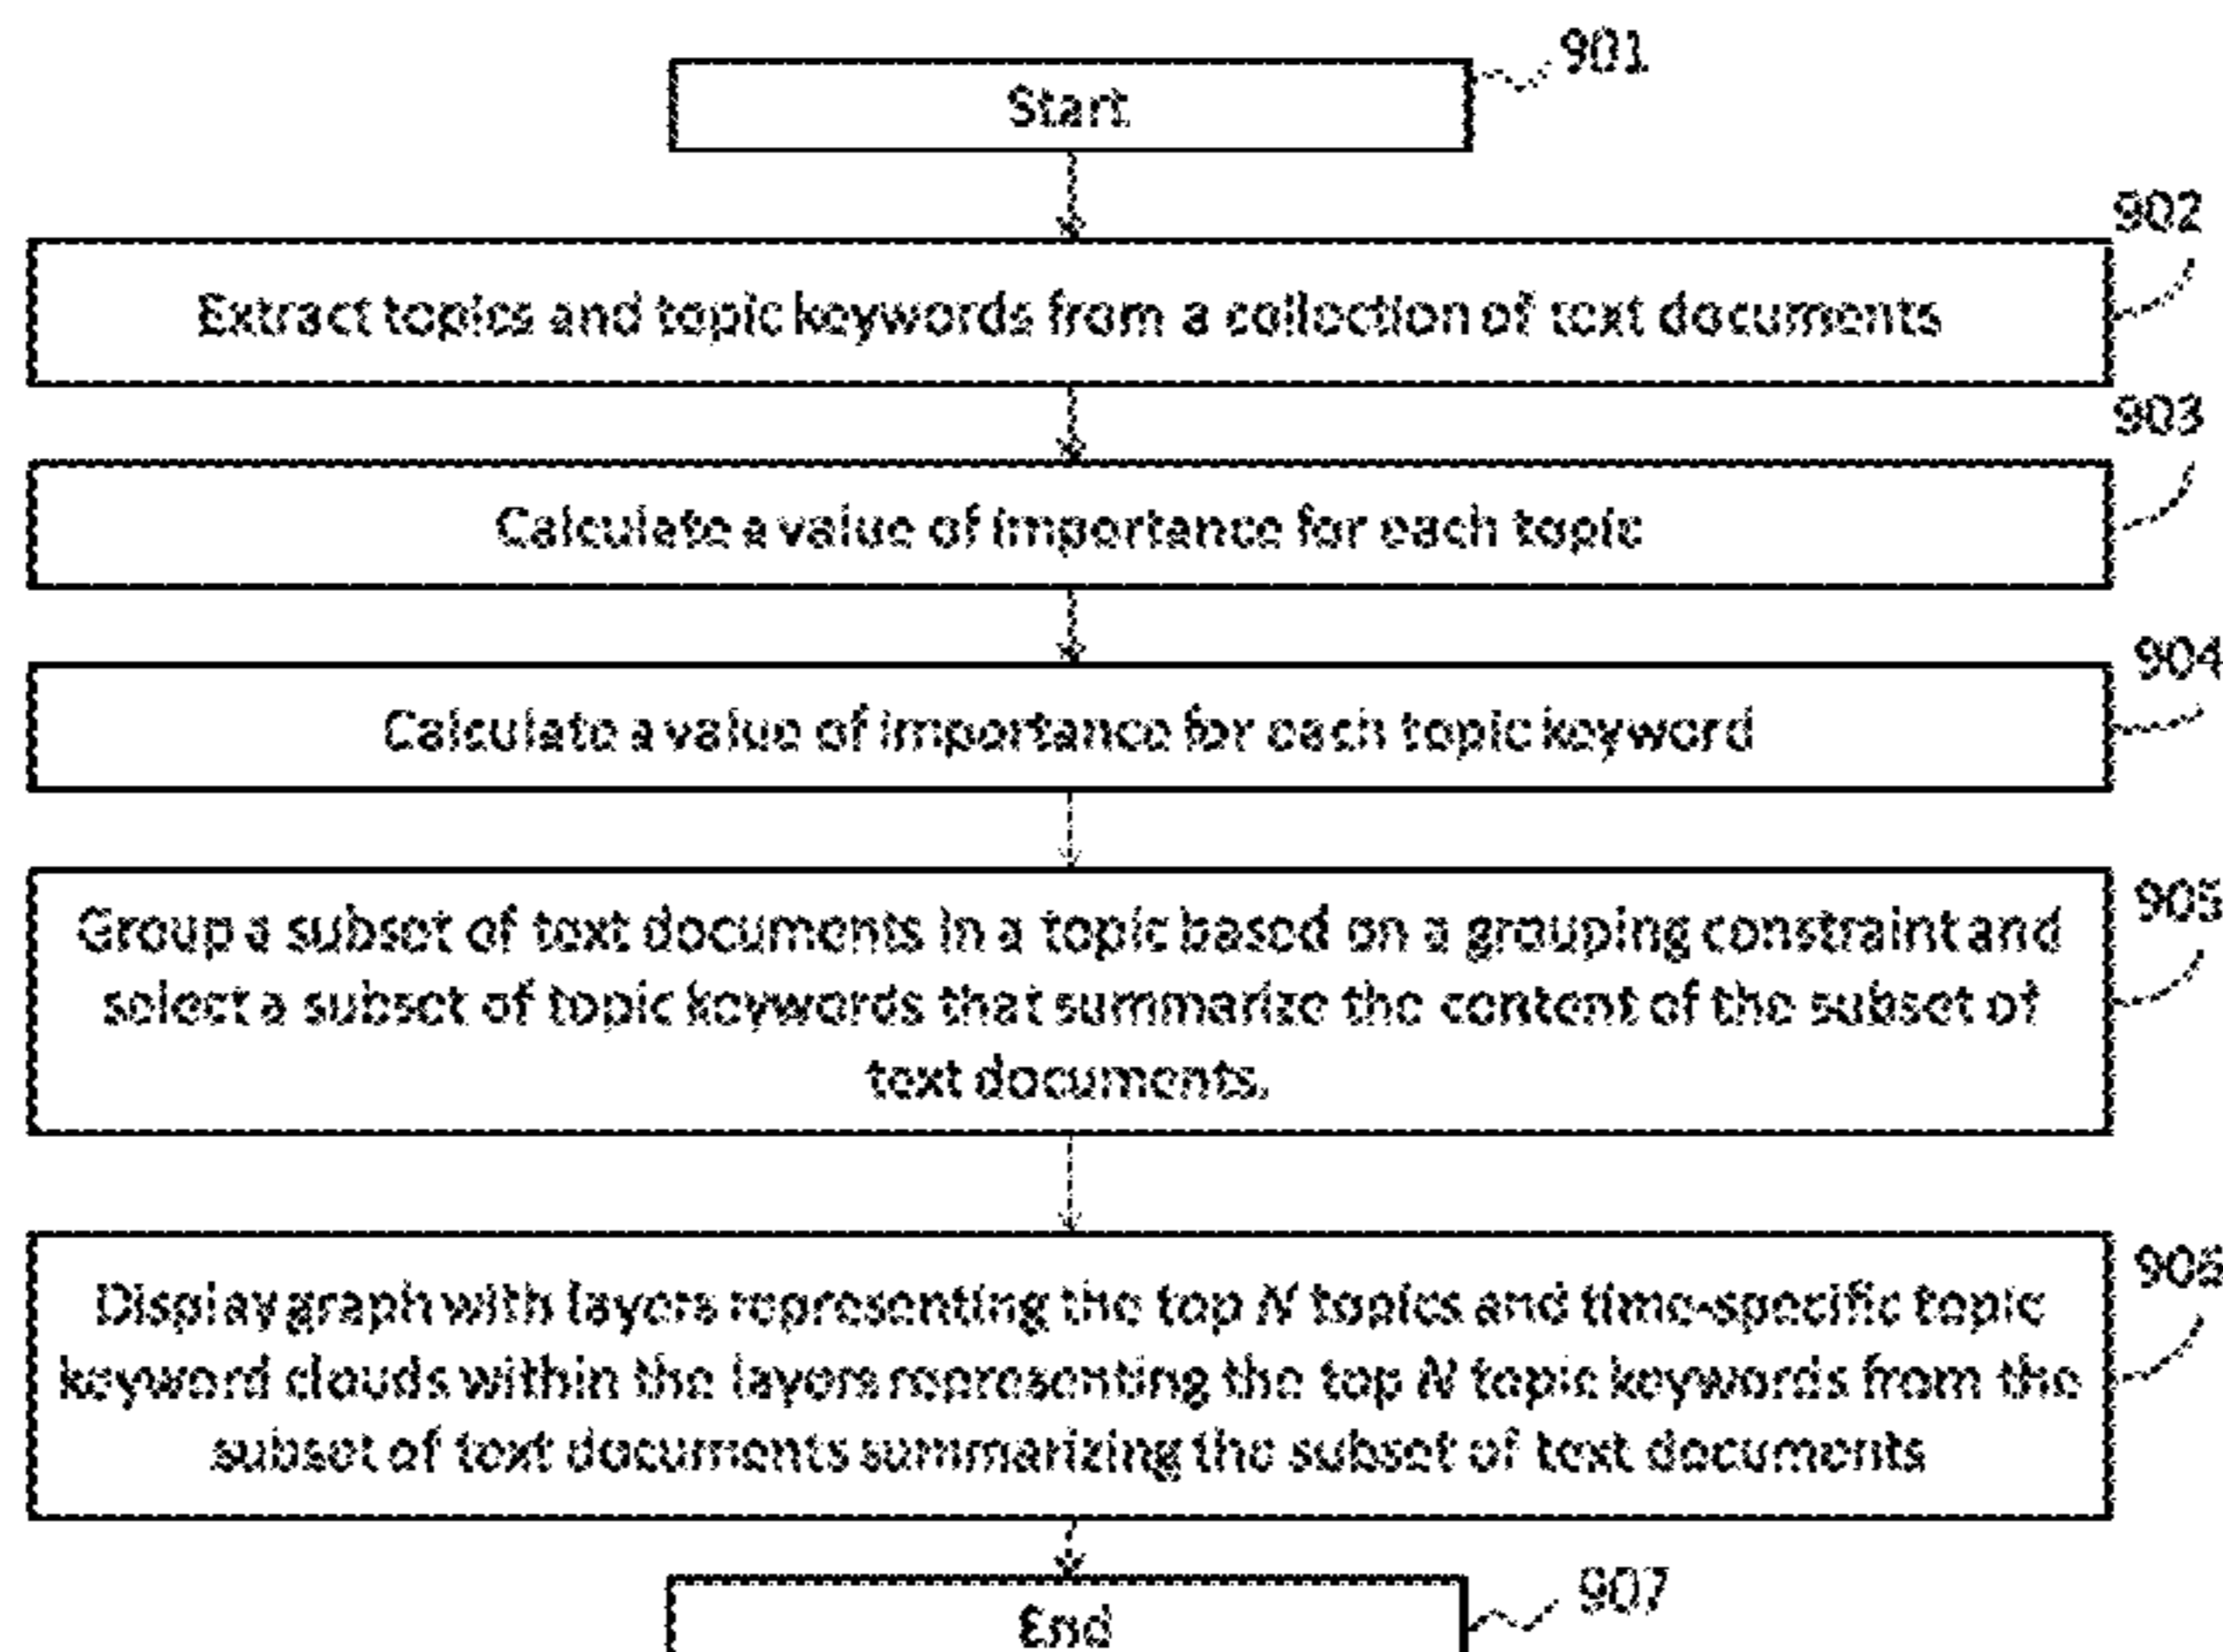 901
Start
902
Extract topics and topic keywords from a collection of text documents
903
Calculate a value of importance for each topic
904
Calculate a value of importance for each topic keyword
905
Group a subset of text documents in a topic based on a grouping constraint and
select a subset of topic keywords that summarize the content of the subset of
text documents.
906
Display graph with layers representing the top N topics and time-specific topic
keyword clouds within the layers representing the top N topic keywords from the
subset of text documents summarizing the subset of text documents
907
End